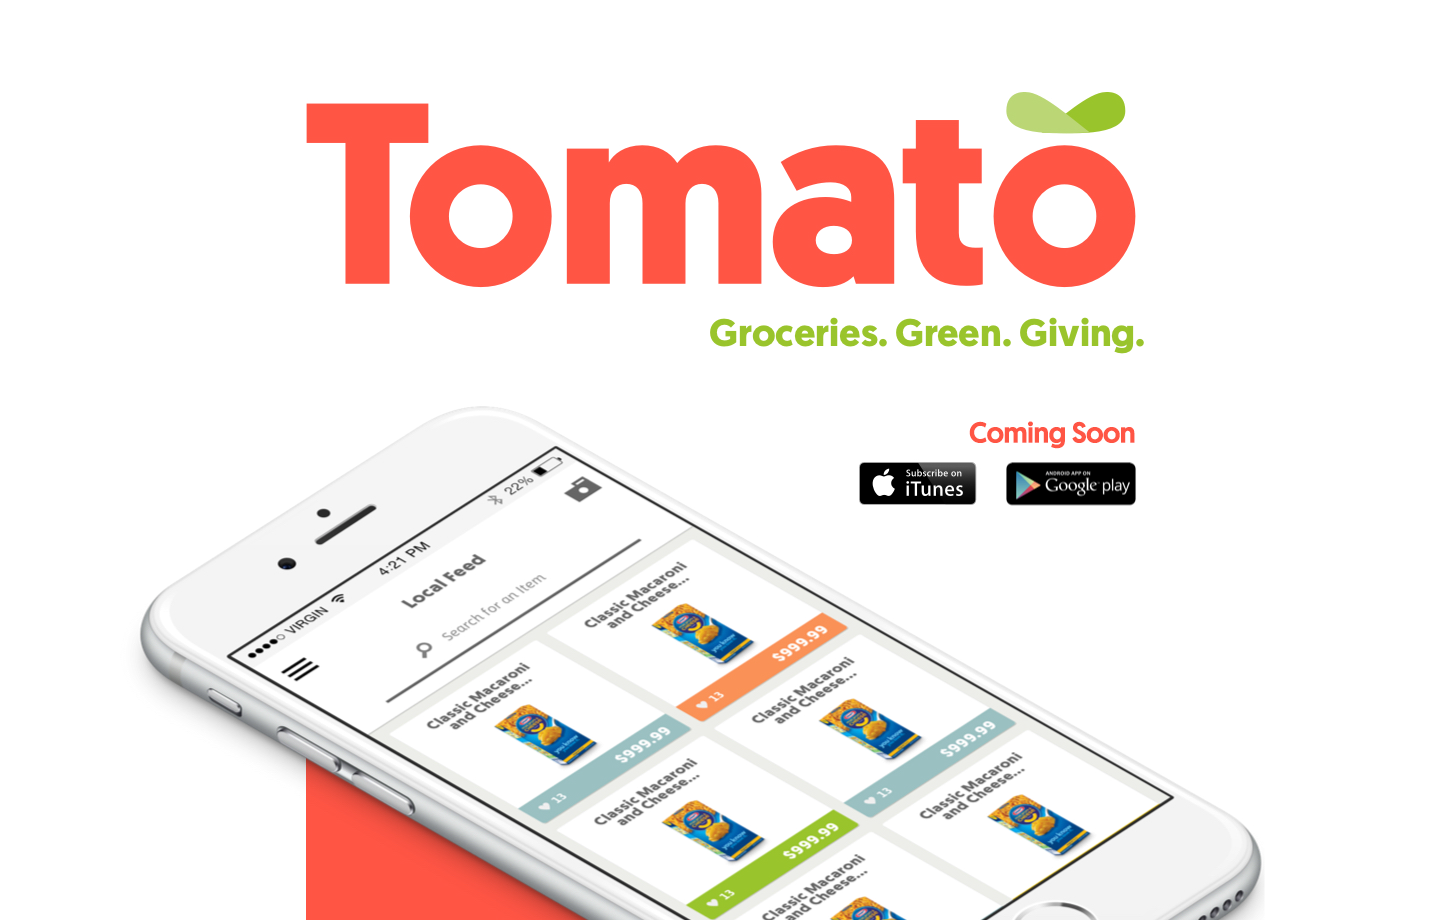 Tomato
Groceries. Green. Giving.
Coming Soon
Subscribe on
iTunes
ANDROID APP ON
Google play
VIRGIN
4:21 PM
22%
Local Feed
Search for an Item
Classic Macaroni
and Cheese...
13
$999.99
Classic Macaroni
and Cheese...
13
$999.99
Classic Macaroni
and Cheese...
13
$999.99
Classic Macaroni
and Cheese...
13
$999.99
Classic Macaroni
and Cheese...
Classic Macaroni
and Cheese...